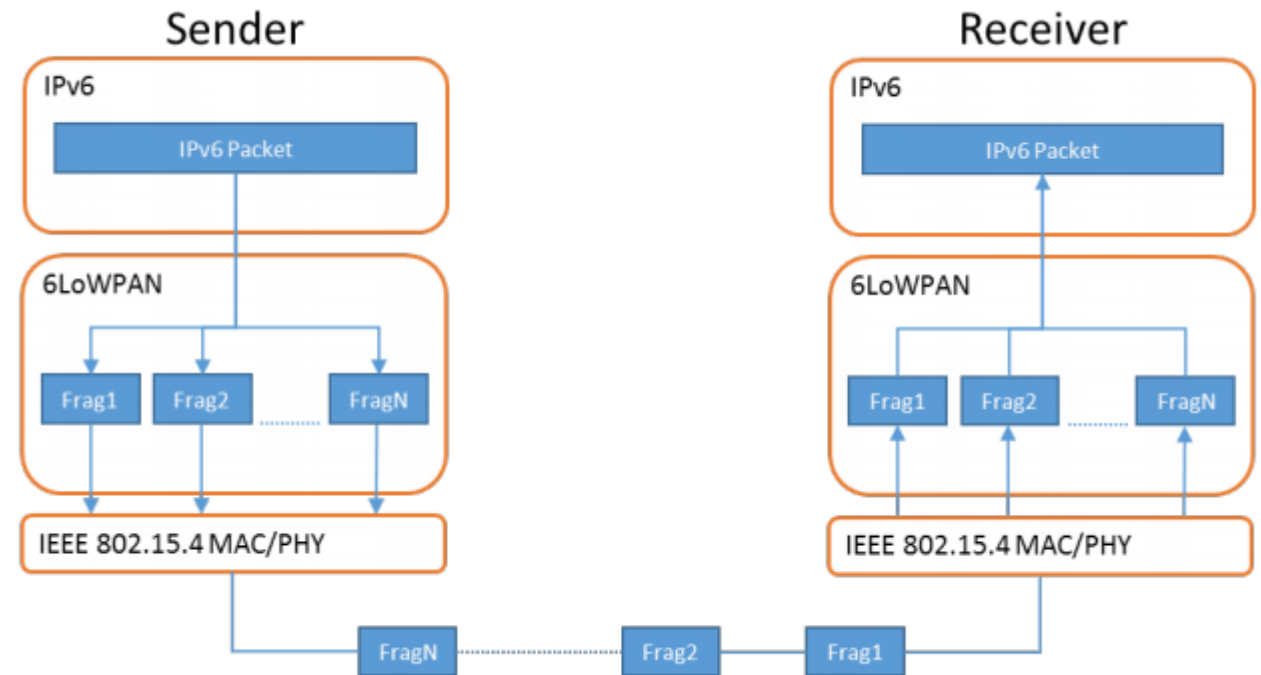 Sender
Receiver
IPv6
IPv6 Packet
IPv6
IPv6 Packet
6LoWPAN
Frag1
Frag2
FragN
6LoWPAN
Frag1
Frag2
FragN
IEEE 802.15.4 MAC/PHY
IEEE 802.15.4 MAC/PHY
FragN
Frag2
Frag1